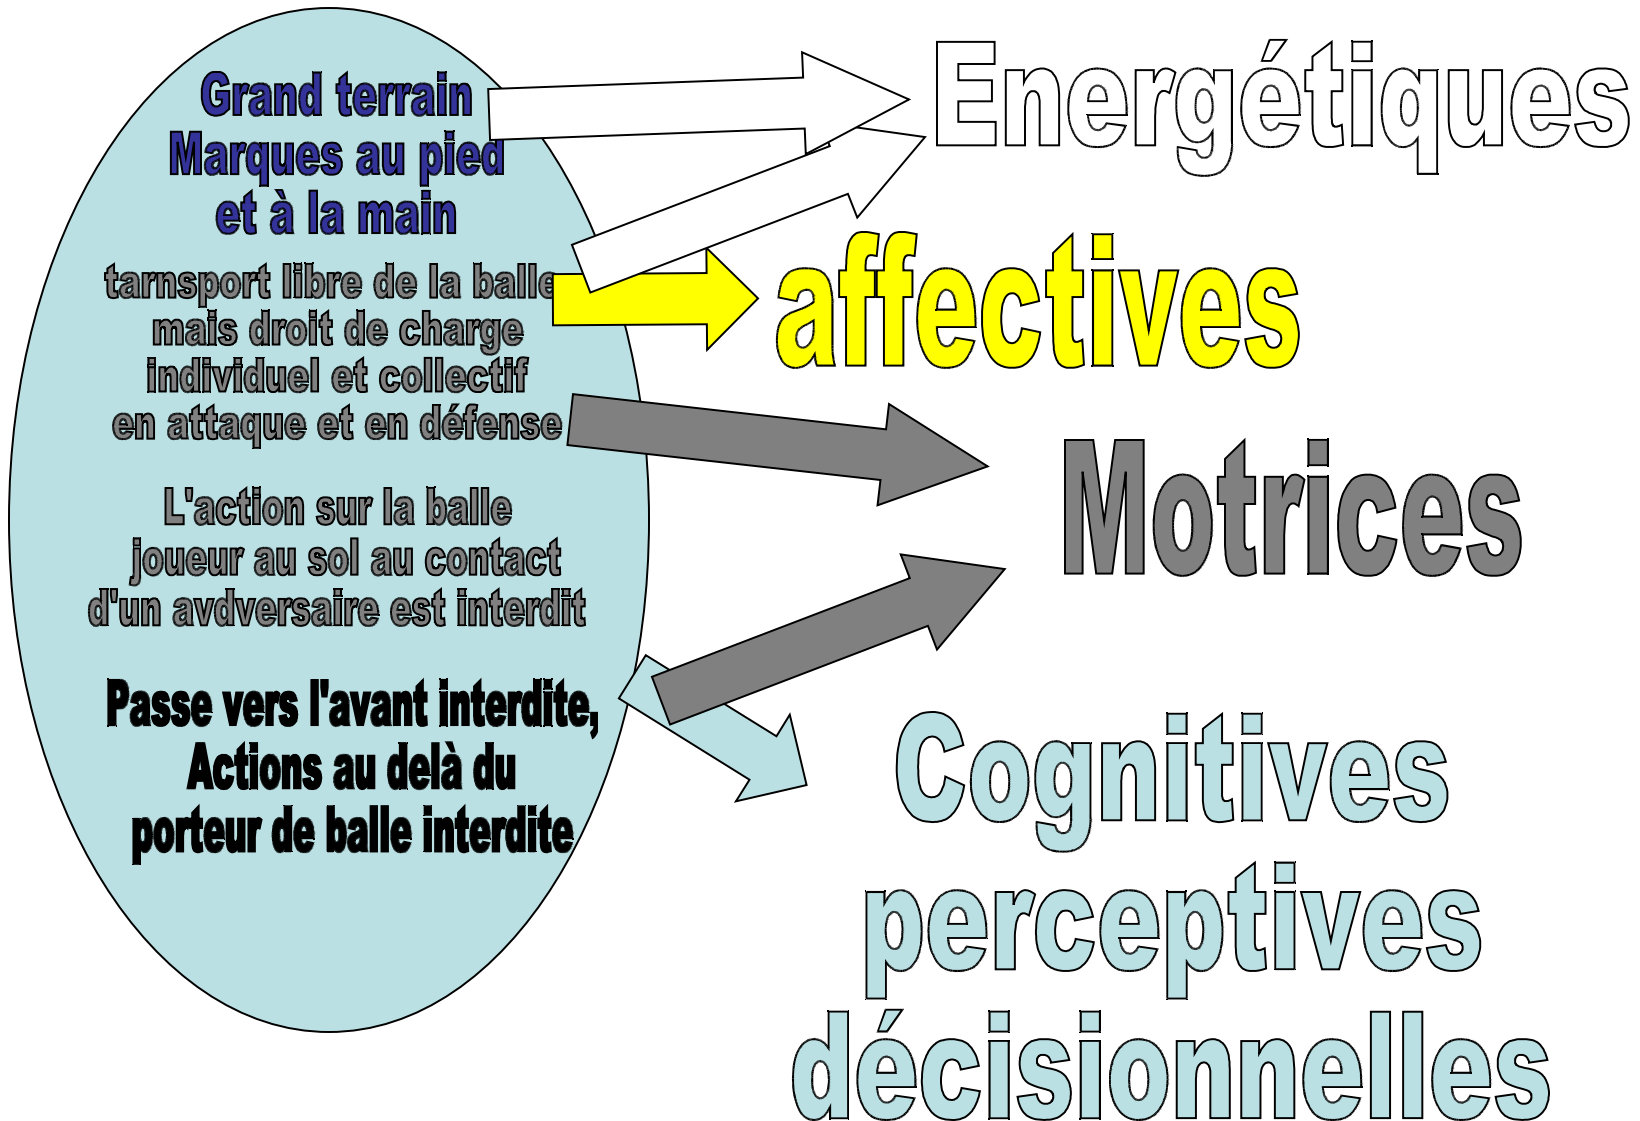 Grand terrain
Marques au pied
et à la main
tarnsport libre de la balle
mais droit de charge
individuel et collectif
en attaque et en défense
L'action sur la balle
joueur au sol au contact
d'un avdversaire est interdit
Passe vers l'avant interdite,
Actions au delà du
porteur de balle interdite
Energétiques
affectives
Motrices
Cognitives
perceptives
décisionnelles